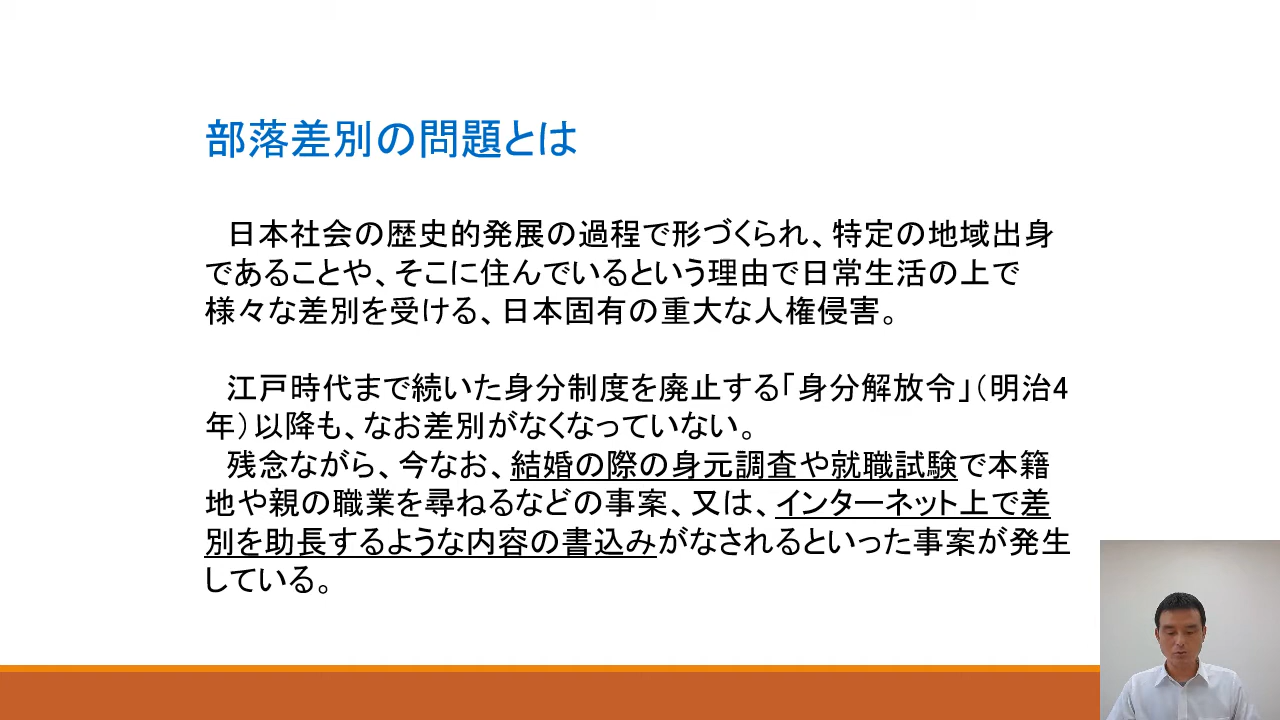 部落差別の問題とは
日本社会の歴史的発展の過程で形づくられ、特定の地域出身
であることや、そこに住んでいるという理由で日常生活の上で
様々な差別を受ける、日本固有の重大な人権侵害。
江戸時代まで続いた身分制度を廃止する「身分解放令」（明治4
年）以降も、なお差別がなくなっていない。
残念ながら、今なお、結婚の際の身元調査や就職試験で本籍
地や親の職業を尋ねるなどの事案、又は、インターネット上で差
別を助長するような内容の書込みがなされるといった事案が発生
している。